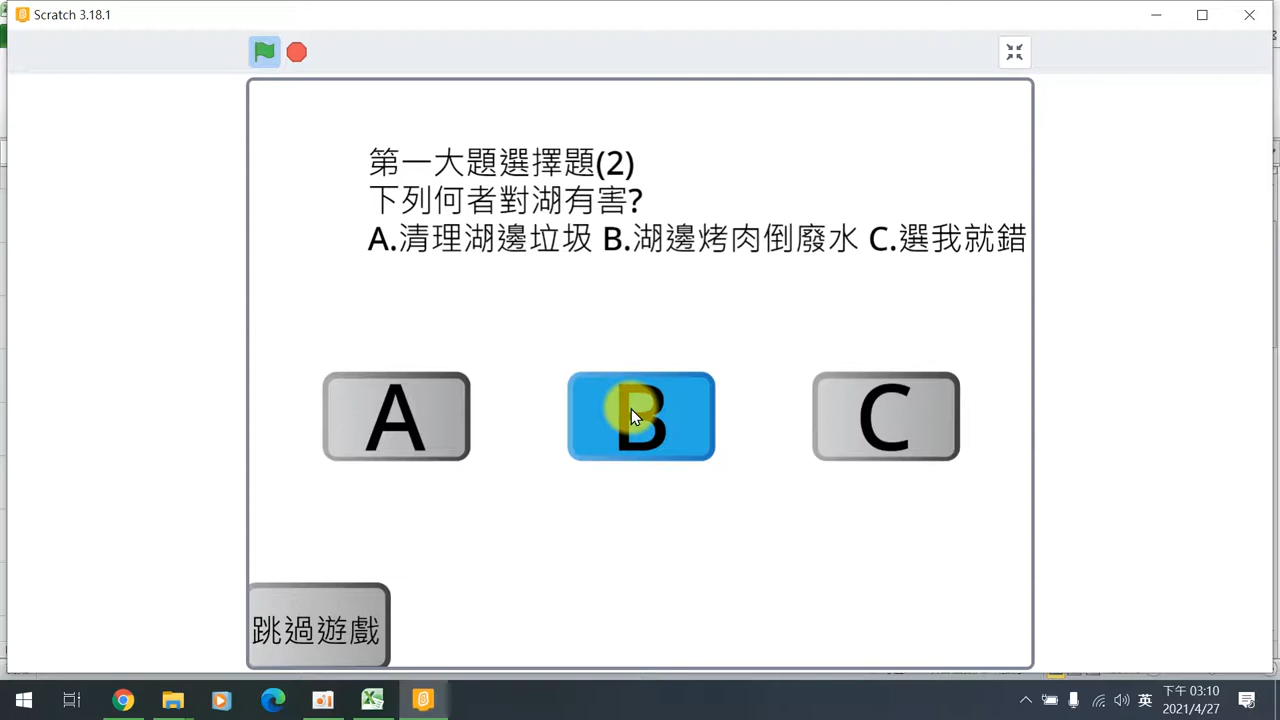 Scratch 3.18.1
第一大題選擇題(2)
下列何者對湖有害?
A.清理湖邊垃圾 B.湖邊烤肉倒廢水 C.選我就錯
A
B
C
跳過遊戲
英
下午 03:10
2021/4/27